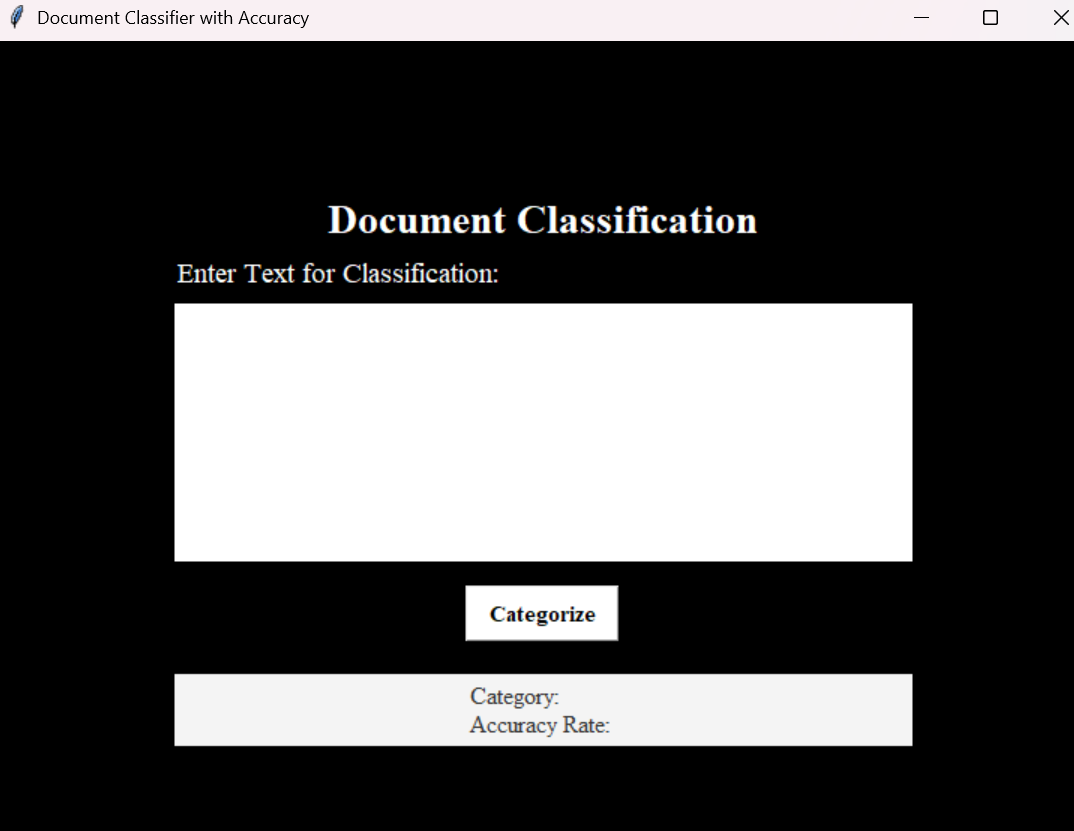 Document Classifier with Accuracy
Document Classification
Enter Text for Classification:
Categorize
Category:
Accuracy Rate: